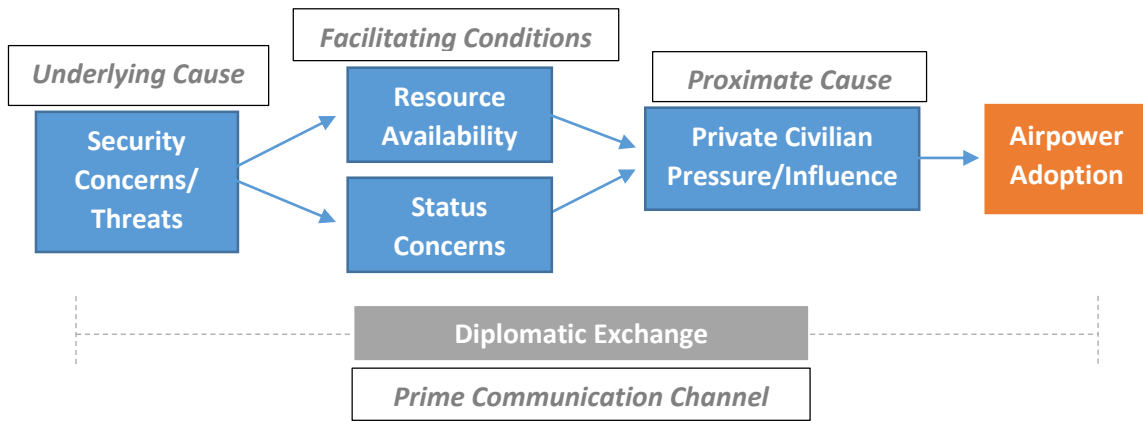 Facilitating Conditions
Underlying Cause
Proximate Cause
Security
Concerns/
Threats
Resource
Availability
Status
Concerns
Private Civilian
Pressure/Influence
Airpower
Adoption
Diplomatic Exchange
Prime Communication Channel